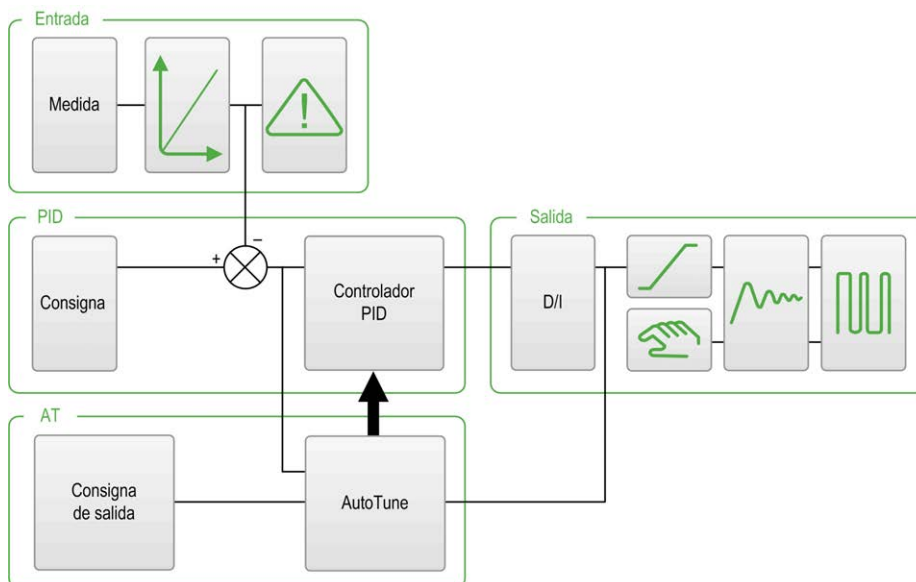 Entrada
Medida
PID
Consigna
+
−
Controlador
PID
Salida
D/I
AT
Consigna
de salida
AutoTune